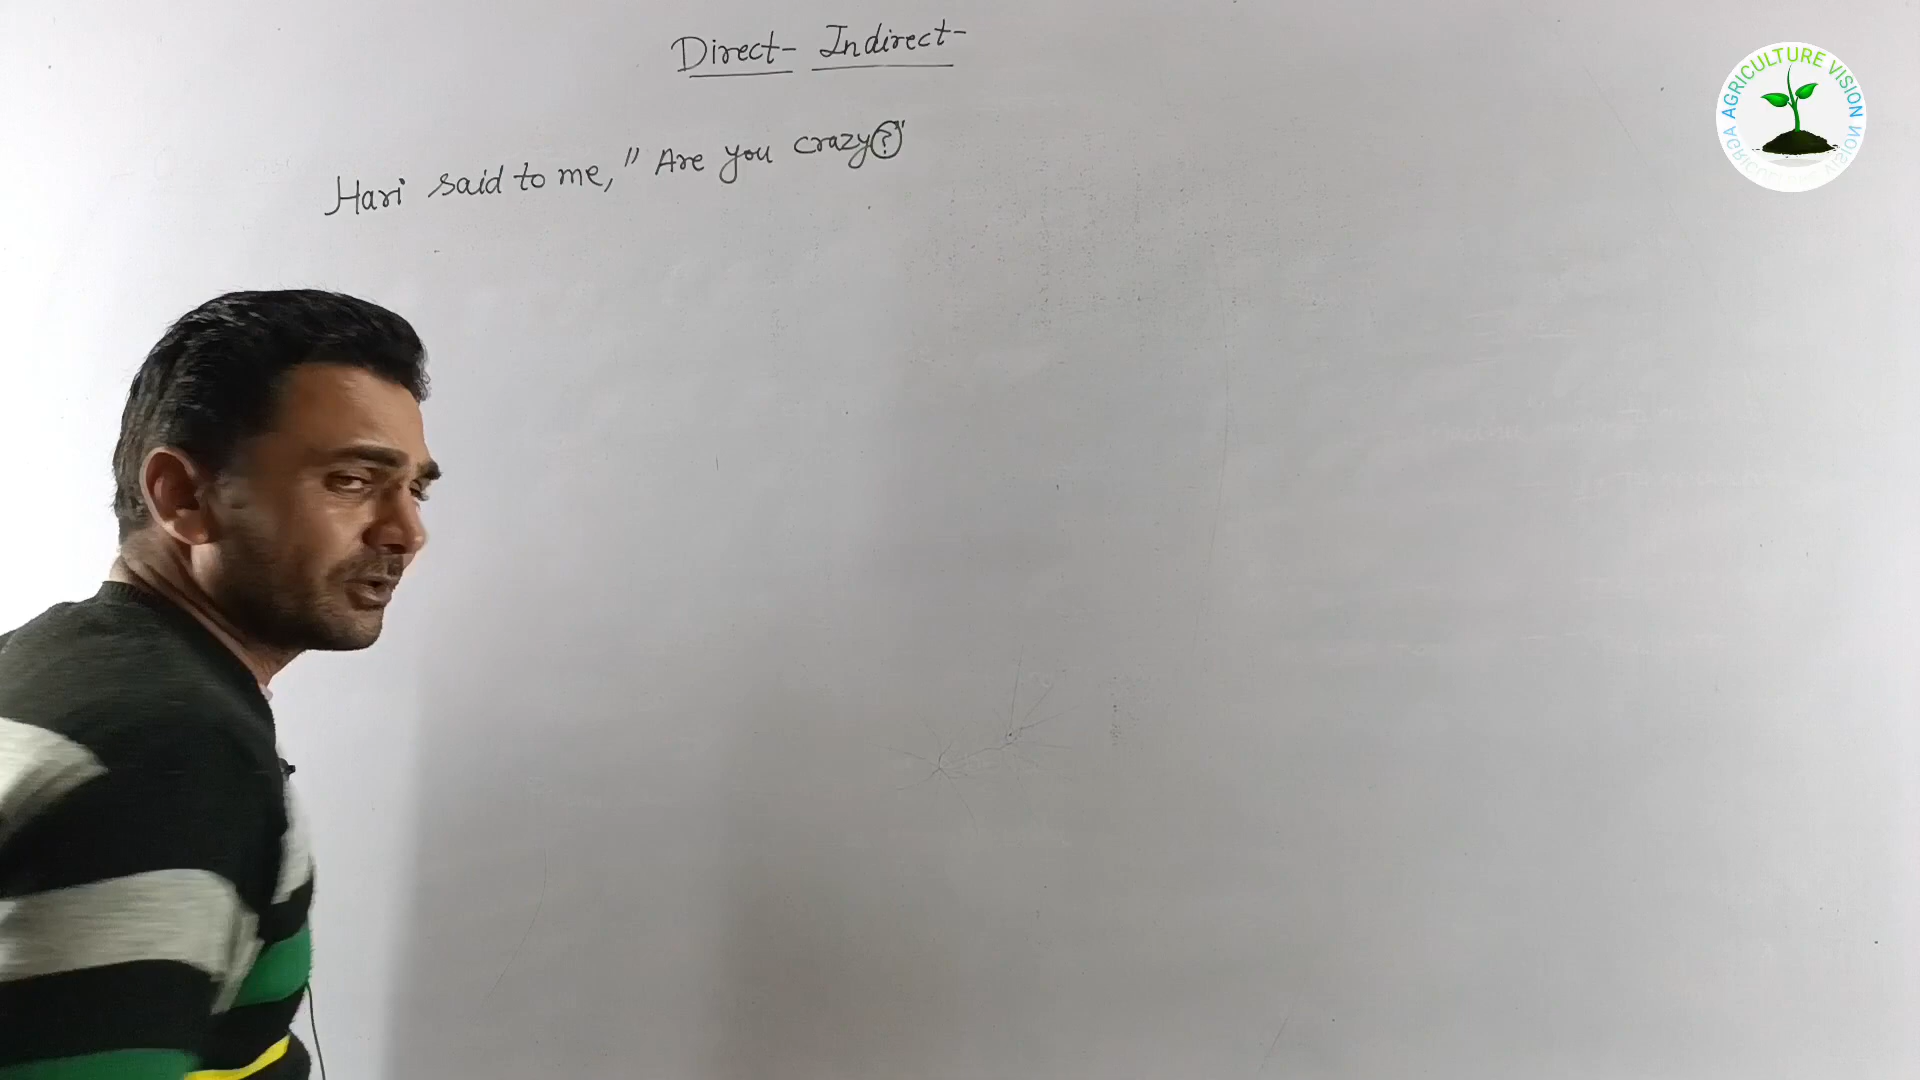 Direct- Indirect-
Hari said to me, " Are you crazy?"
AGRICULTURE VISION